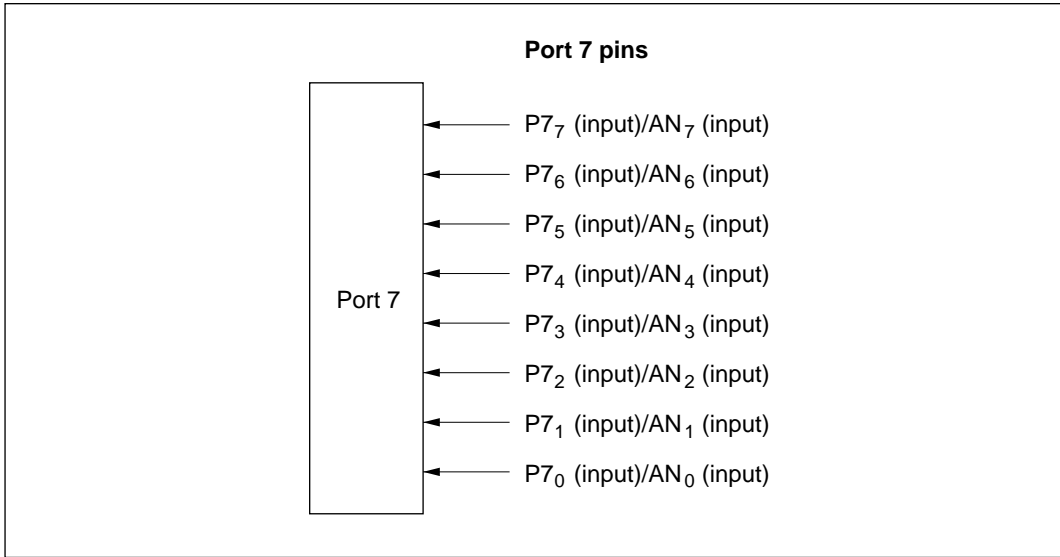 Port 7 pins
P7₇ (input)/AN₇ (input)
P7₆ (input)/AN₆ (input)
P7₅ (input)/AN₅ (input)
P7₄ (input)/AN₄ (input)
Port 7
P7₃ (input)/AN₃ (input)
P7₂ (input)/AN₂ (input)
P7₁ (input)/AN₁ (input)
P7₀ (input)/AN₀ (input)